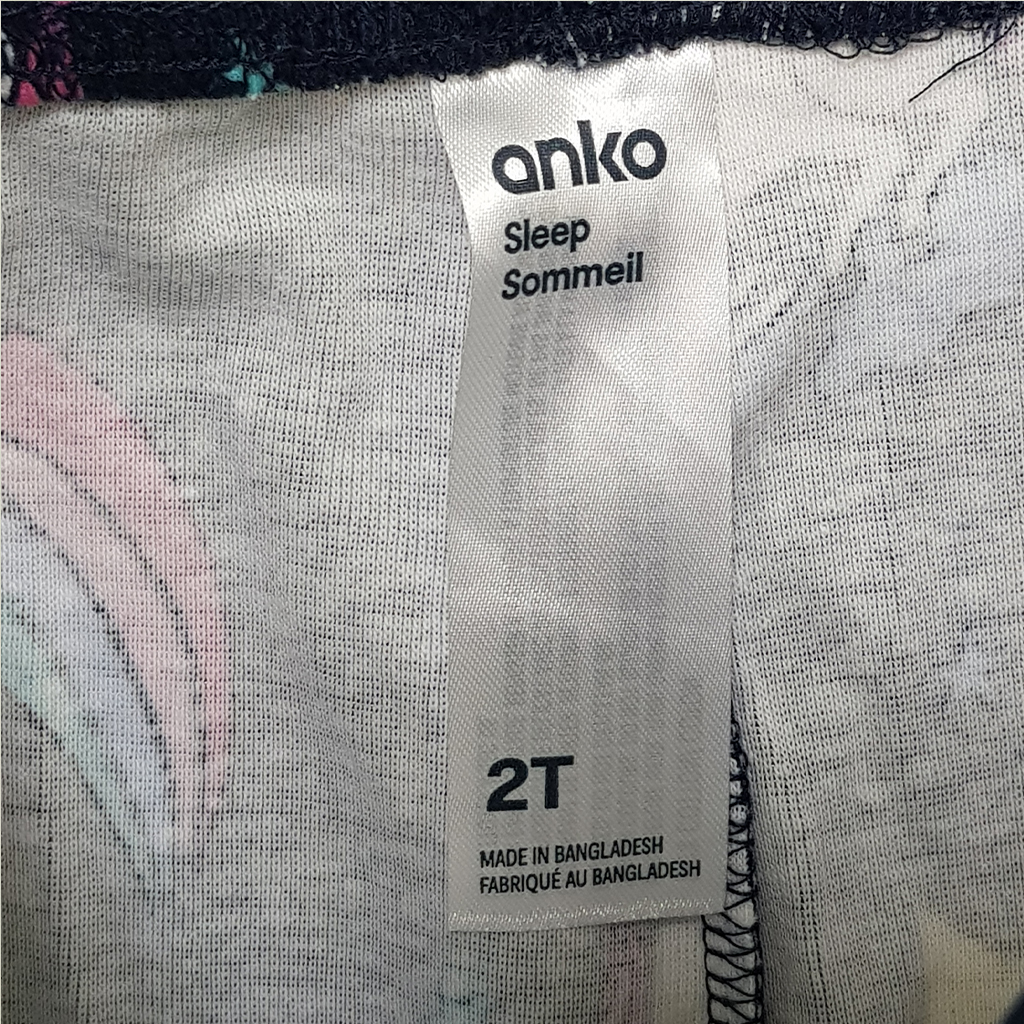 anko
Sleep
Sommeil
2T
MADE IN BANGLADESH
FABRIQUÉ AU BANGLADESH